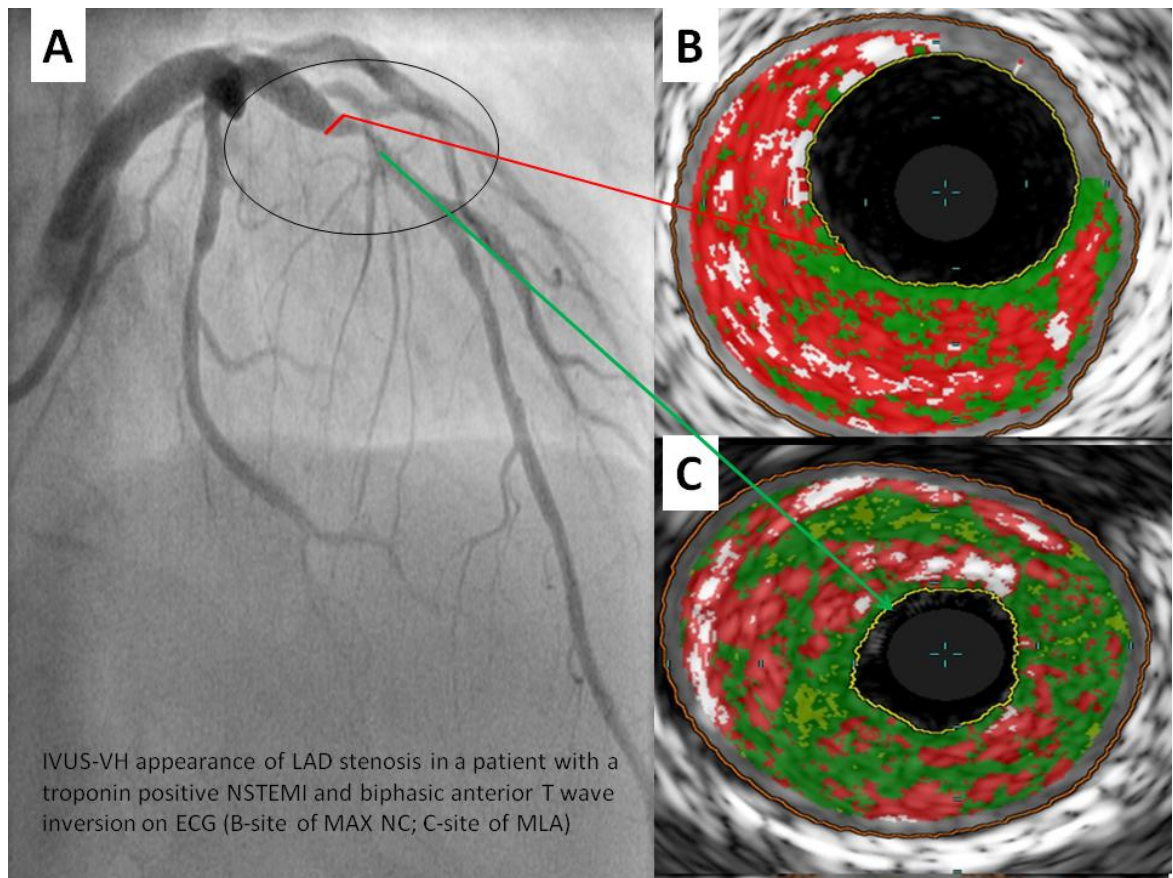 A
B
C
IVUS-VH appearance of LAD stenosis in a patient with a
troponin positive NSTEMI and biphasic anterior T wave
inversion on ECG (B-site of MAX NC; C-site of MLA)